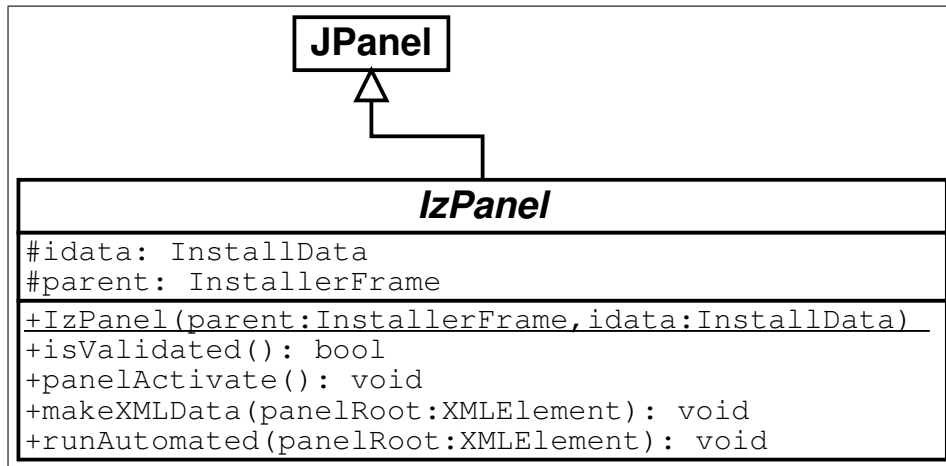 JPanel
IzPanel
#idata: InstallData
#parent: InstallerFrame
+IzPanel(parent:InstallerFrame,idata:InstallData)
+isValidated(): bool
+panelActivate(): void
+makeXMLData(panelRoot:XMLElement): void
+runAutomated(panelRoot:XMLElement): void